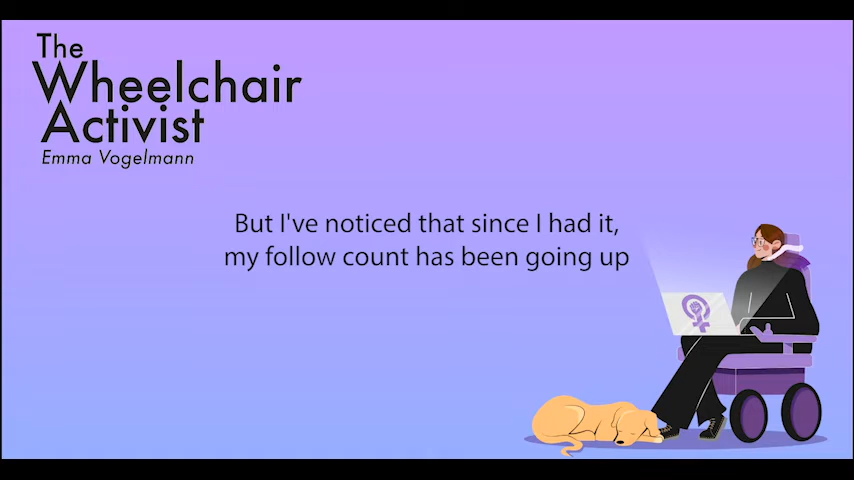 The
Wheelchair
Activist
Emma Vogelmann
But I've noticed that since I had it,
my follow count has been going up